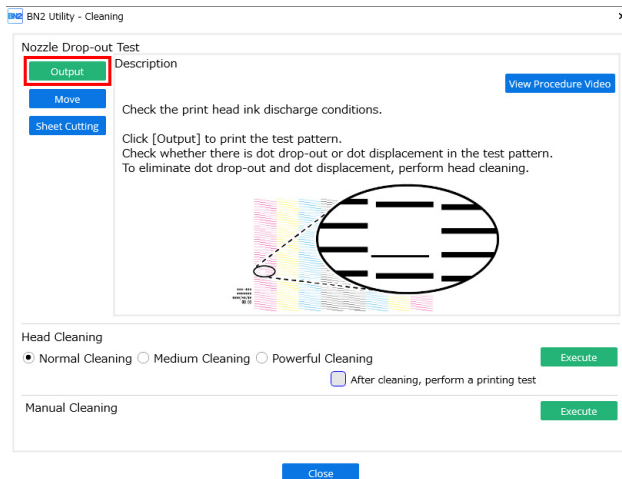 BN2 BN2 Utility - Cleaning
Nozzle Drop-out Test
Output
Description
View Procedure Video
Move
Check the print head ink discharge conditions.
Sheet Cutting
Click [Output] to print the test pattern.
Check whether there is dot drop-out or dot displacement in the test pattern.
To eliminate dot drop-out and dot displacement, perform head cleaning.
Head Cleaning
Normal Cleaning Medium Cleaning Powerful Cleaning
Execute
After cleaning, perform a printing test
Manual Cleaning
Execute
Close